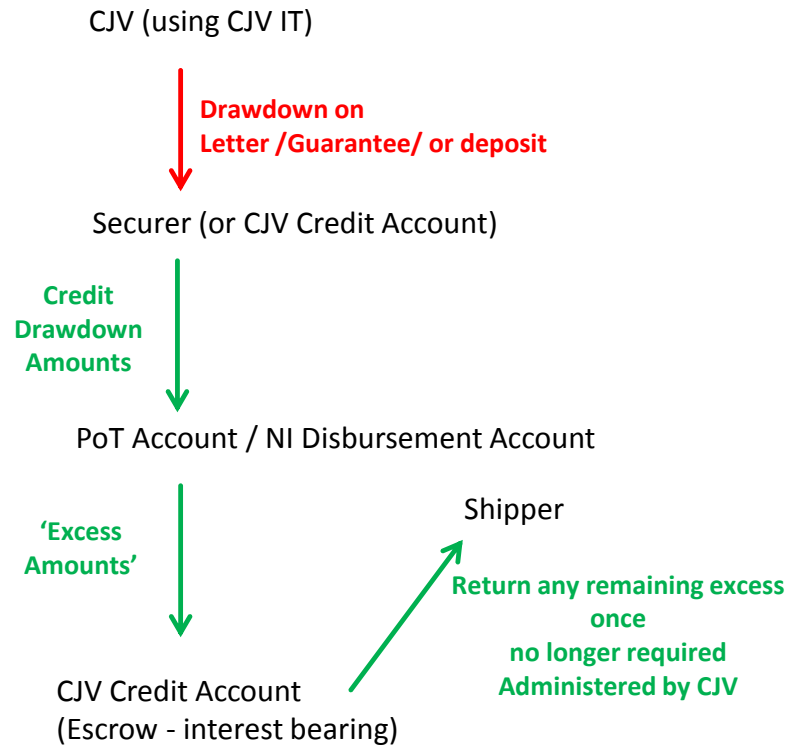 CJV (using CJV IT)
Drawdown on
Letter /Guarantee/ or deposit
Securer (or CJV Credit Account)
Credit
Drawdown
Amounts
PoT Account / NI Disbursement Account
Shipper
‘Excess
Amounts’
Return any remaining excess
once
no longer required
Administered by CJV
CJV Credit Account
(Escrow - interest bearing)